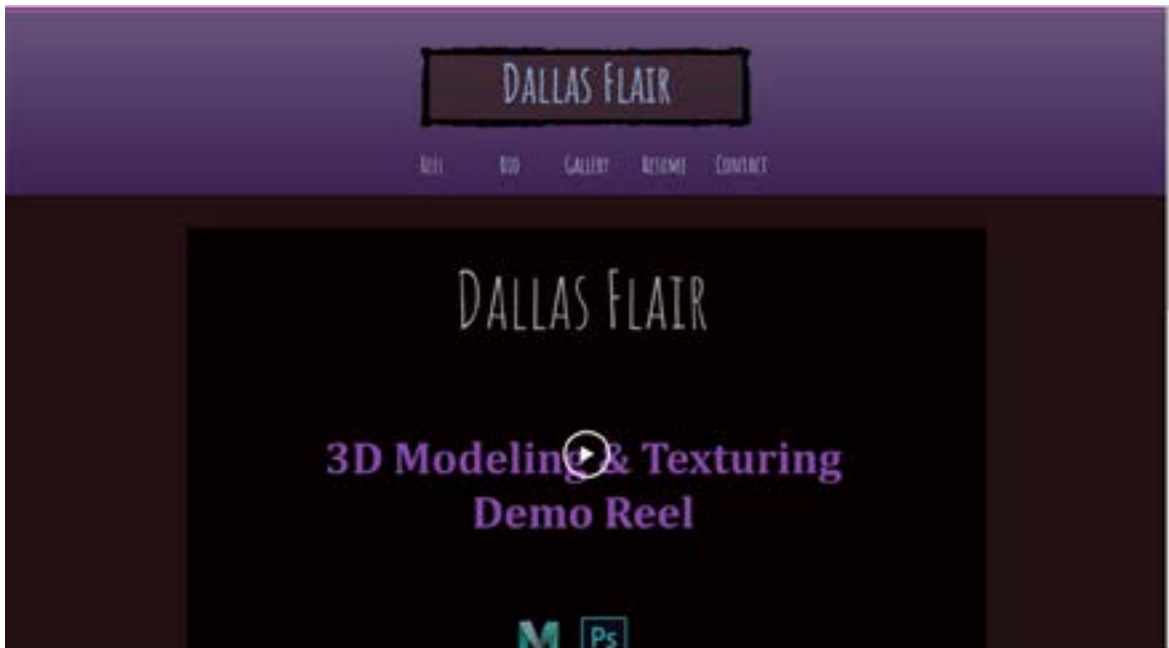 Dallas Flair
Reel Bio Gallery Resume Contact
Dallas Flair
3D Modeling & Texturing
Demo Reel
Ps